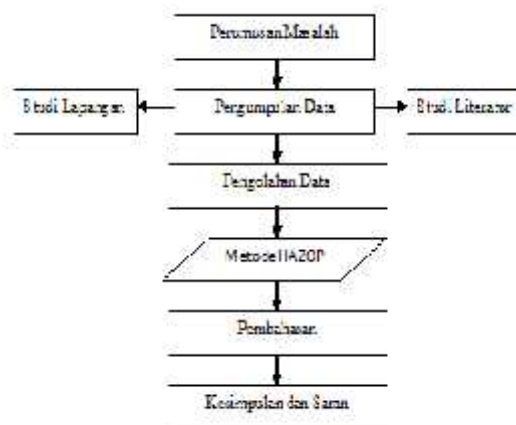 Perumusan Masalah
Studi Lapangan
Pengumpulan Data
Studi Literatur
Pengolahan Data
Metode HAZOP
Pembahasan
Kesimpulan dan Saran